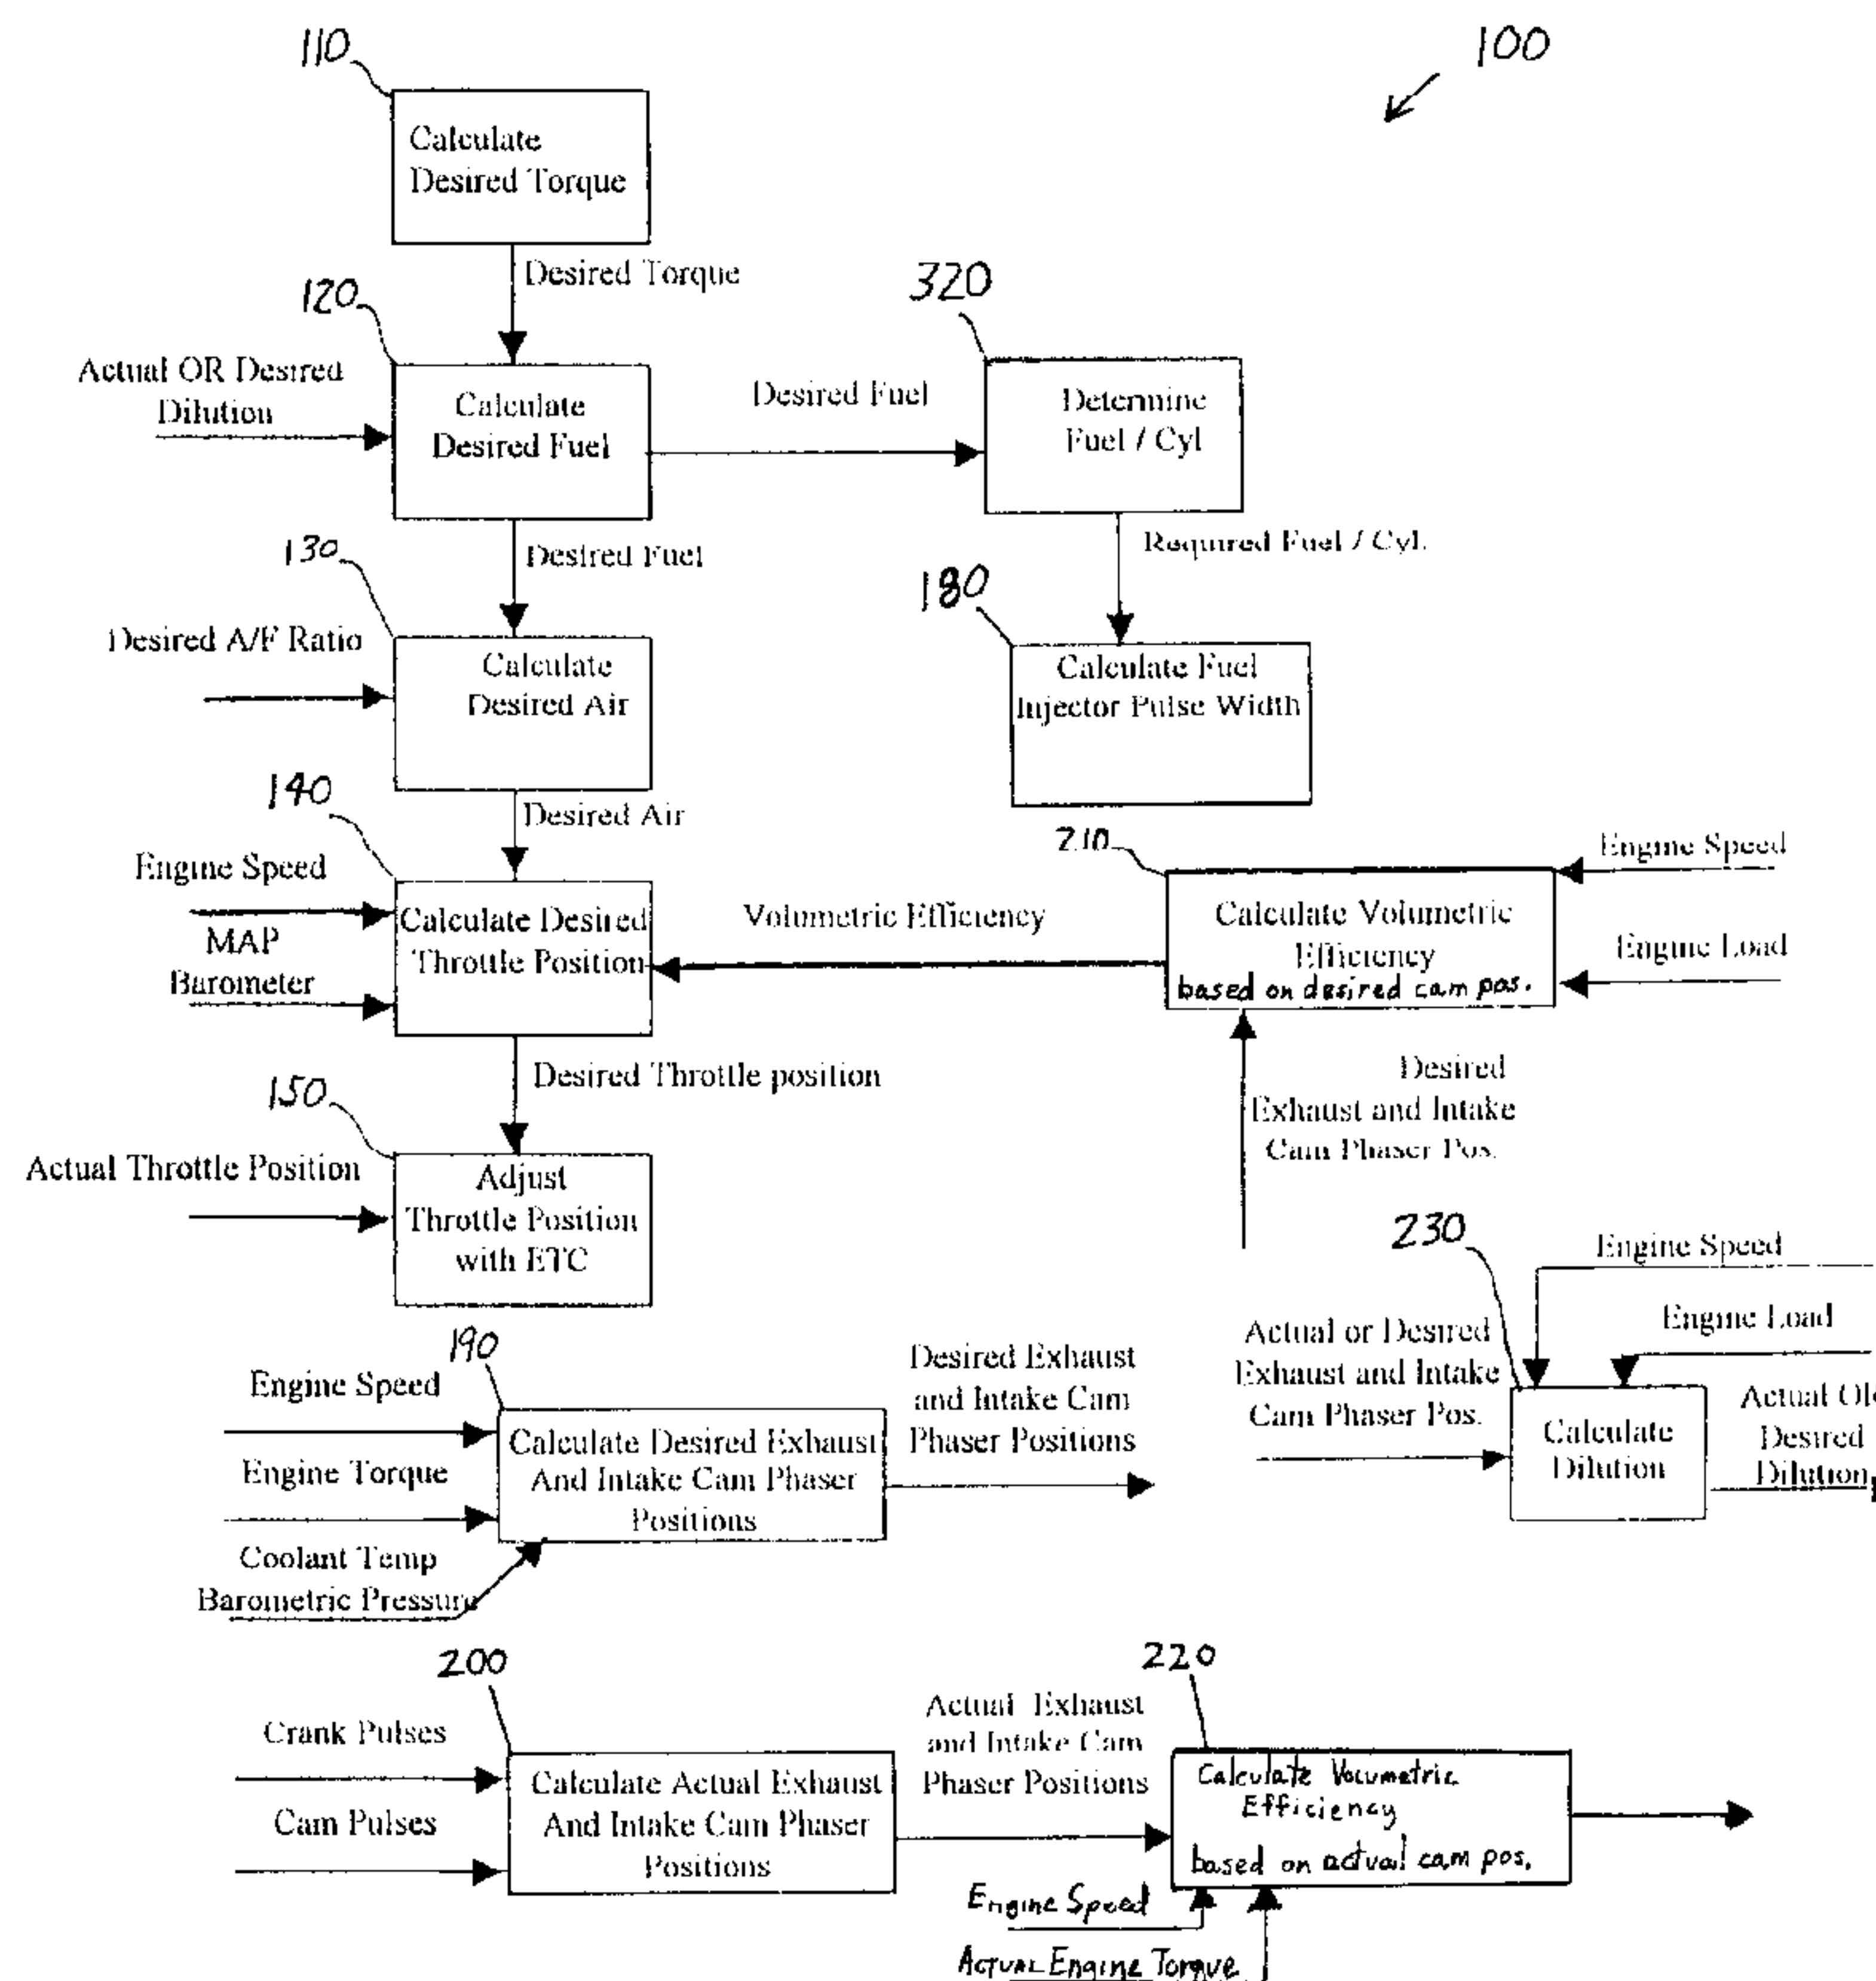 110
100
Calculate
Desired Torque
Desired Torque
120
320
Actual OR Desired
Dilution
Calculate
Desired Fuel
Desired Fuel
Determine
Fuel / Cyl
130
Desired Fuel
Required Fuel / Cyl.
180
Desired A/F Ratio
Calculate
Desired Air
Calculate Fuel
Injector Pulse Width
140
Desired Air
210
Engine Speed
Engine Speed
MAP
Barometer
Calculate Desired
Throttle Position
Volumetric Efficiency
Calculate Volumetric
Efficiency
based on desired cam pos.
Engine Load
150
Desired Throttle position
Desired
Exhaust and Intake
Cam Phaser Pos.
Actual Throttle Position
Adjust
Throttle Position
with ETC
230
Engine Speed
Engine Load
190
Engine Speed
Engine Torque
Coolant Temp
Barometric Pressure
Calculate Desired Exhaust
And Intake Cam Phaser
Positions
Desired Exhaust
and Intake Cam
Phaser Positions
Actual or Desired
Exhaust and Intake
Cam Phaser Pos.
Calculate
Dilution
Actual
Desired
Dilution
200
220
Crank Pulses
Cam Pulses
Calculate Actual Exhaust
And Intake Cam Phaser
Positions
Actual Exhaust
and Intake Cam
Phaser Positions
Calculate Volumetric
Efficiency
based on actual cam pos.
Engine Speed
Actual Engine Torque